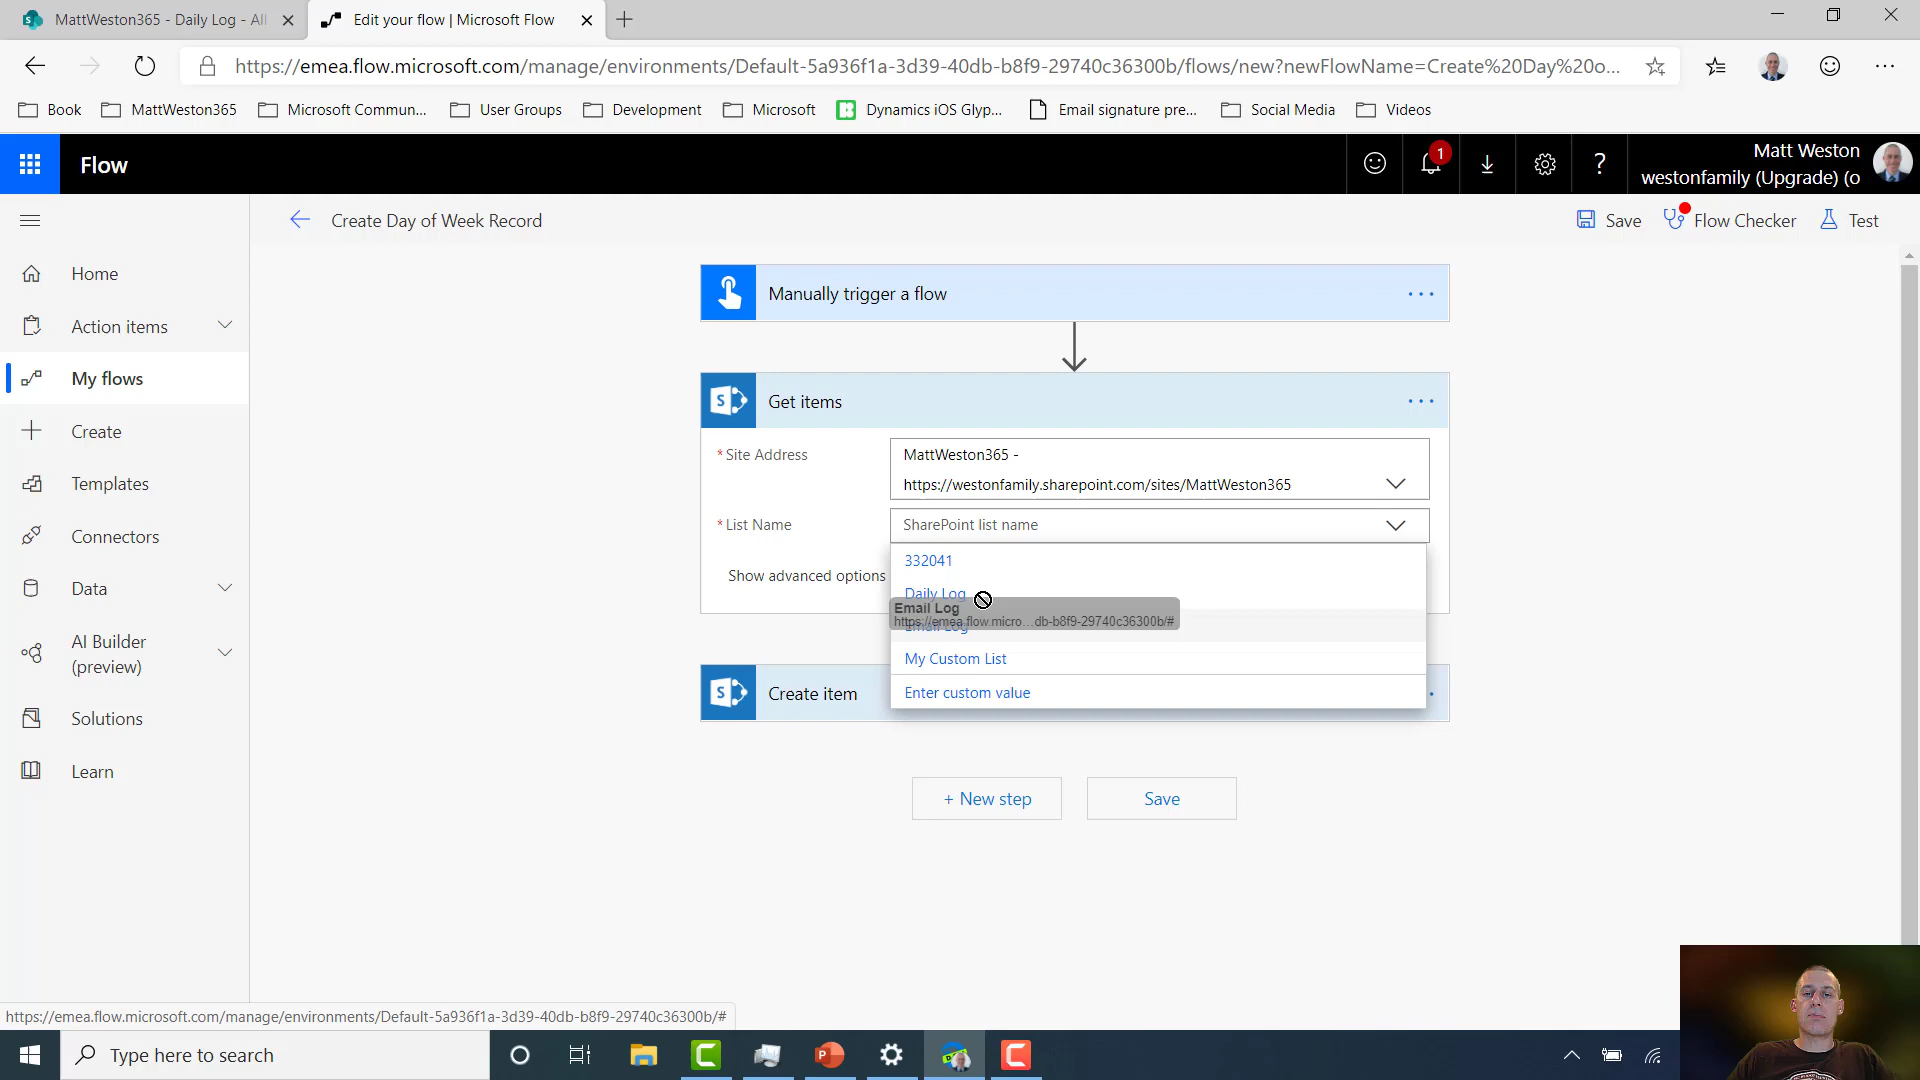 MattWeston365 - Daily Log - All
Edit your flow | Microsoft Flow
https://emea.flow.microsoft.com/manage/environments/Default-5a936f1a-3d39-40db-b8f9-29740c36300b/flows/new?newFlowName=Create%20Day%20o...
Book
MattWeston365
Microsoft Commun...
User Groups
Development
Microsoft
Dynamics iOS Glyp...
Email signature pre...
Social Media
Videos
Flow
1
?
Matt Weston
westonfamily (Upgrade) (o
Create Day of Week Record
Save
Flow Checker
Test
Home
Action items
My flows
Create
Templates
Connectors
Data
AI Builder
(preview)
Solutions
Learn
Manually trigger a flow
Get items
*Site Address
MattWeston365 -
https://westonfamily.sharepoint.com/sites/MattWeston365
*List Name
SharePoint list name
Show advanced options
332041
Daily Log
Email Log
https://emea.flow.micro...db-b8f9-29740c36300b/#
Email Log
My Custom List
Enter custom value
Create item
+ New step
Save
https://emea.flow.microsoft.com/manage/environments/Default-5a936f1a-3d39-40db-b8f9-29740c36300b/#
Type here to search